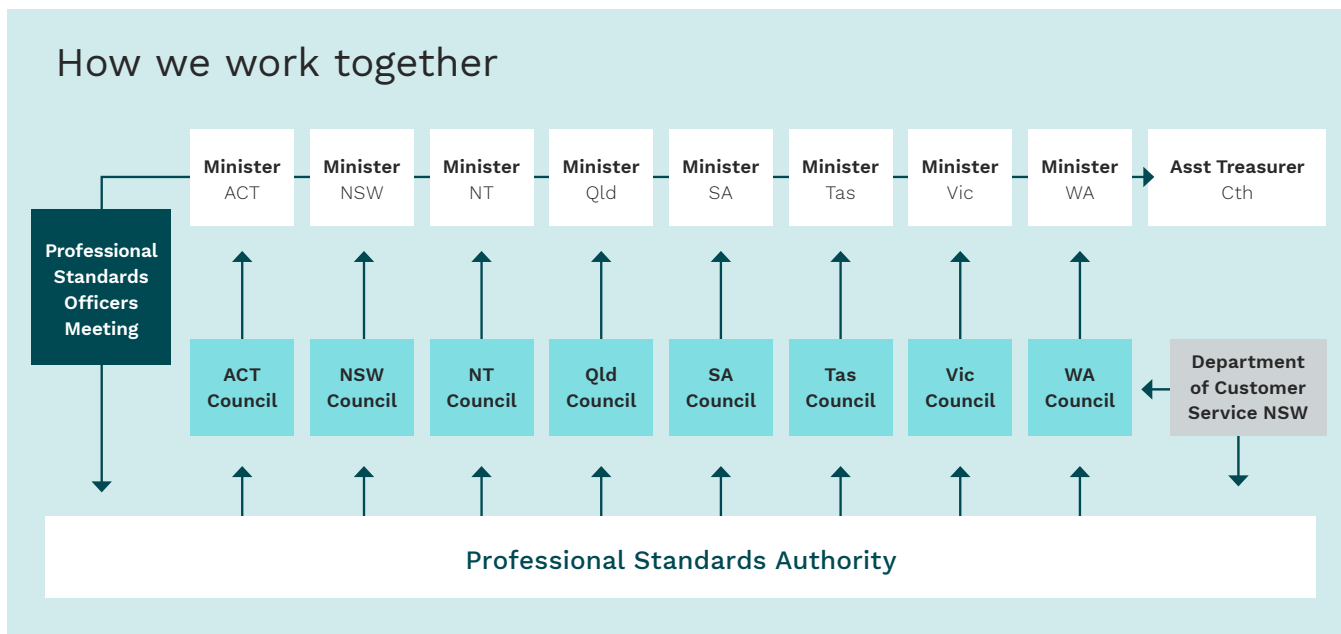 How we work together
Minister
ACT
Minister
NSW
Minister
NT
Minister
Qld
Minister
SA
Minister
Tas
Minister
Vic
Minister
WA
Asst Treasurer
Cth
Professional
Standards
Officers
Meeting
ACT
Council
NSW
Council
NT
Council
Qld
Council
SA
Council
Tas
Council
Vic
Council
WA
Council
Department
of Customer
Service NSW
Professional Standards Authority